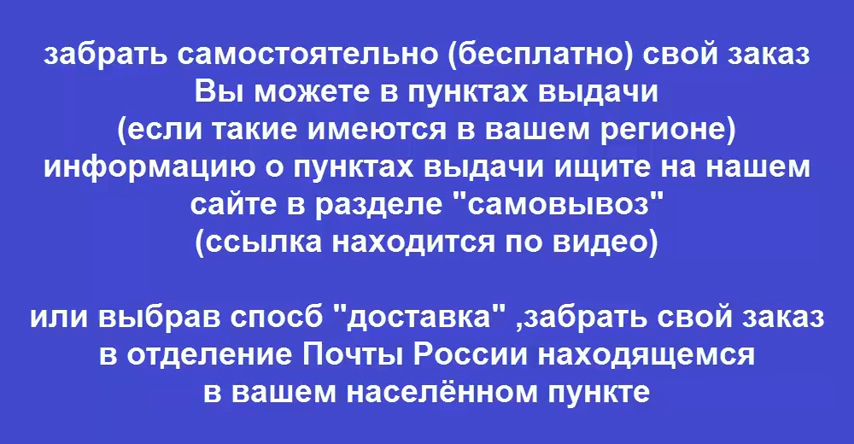 забрать самостоятельно (бесплатно) свой заказ
Вы можете в пунктах выдачи
(если такие имеются в вашем регионе)
информацию о пунктах выдачи ищите на нашем
сайте в разделе "самовывоз"
(ссылка находится по видео)
или выбрав спосб "доставка" ,забрать свой заказ
в отделение Почты России находящемся
в вашем населённом пункте